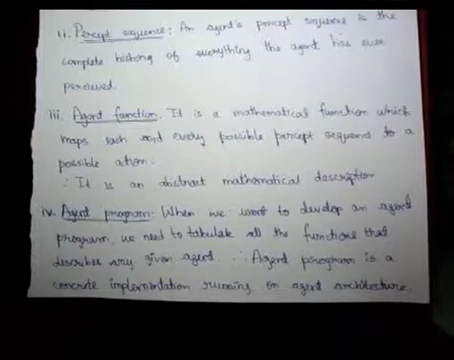 ii. Percept sequence: An agent's percept sequence is the
complete history of everything the agent has ever
perceived.
iii. Agent function. It is a mathematical function which
maps each and every possible percept sequence to a
possible action.
∴ It is an abstract mathematical description
iv. Agent program. When we want to develop an agent
program, we need to tabulate all the functions that
describes any given agent. ∴ Agent program is a
concrete implementation running on agent architecture.